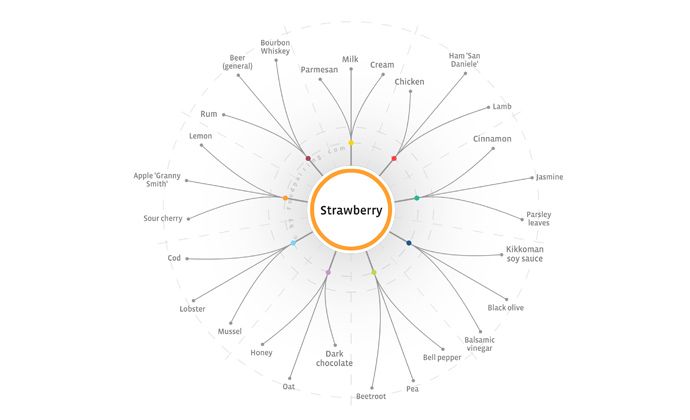 Bourbon
Whiskey
Beer
(general)
Parmesan
Milk
Cream
Chicken
Ham 'San
Daniele'
Rum
Lamb
Lemon
Cinnamon
Apple 'Granny
Smith'
Jasmine
Sour cherry
Strawberry
Parsley
leaves
Cod
Kikkoman
soy sauce
Lobster
Black olive
Mussel
Balsamic
vinegar
Honey
Dark
chocolate
Bell pepper
Oat
Beetroot
Pea